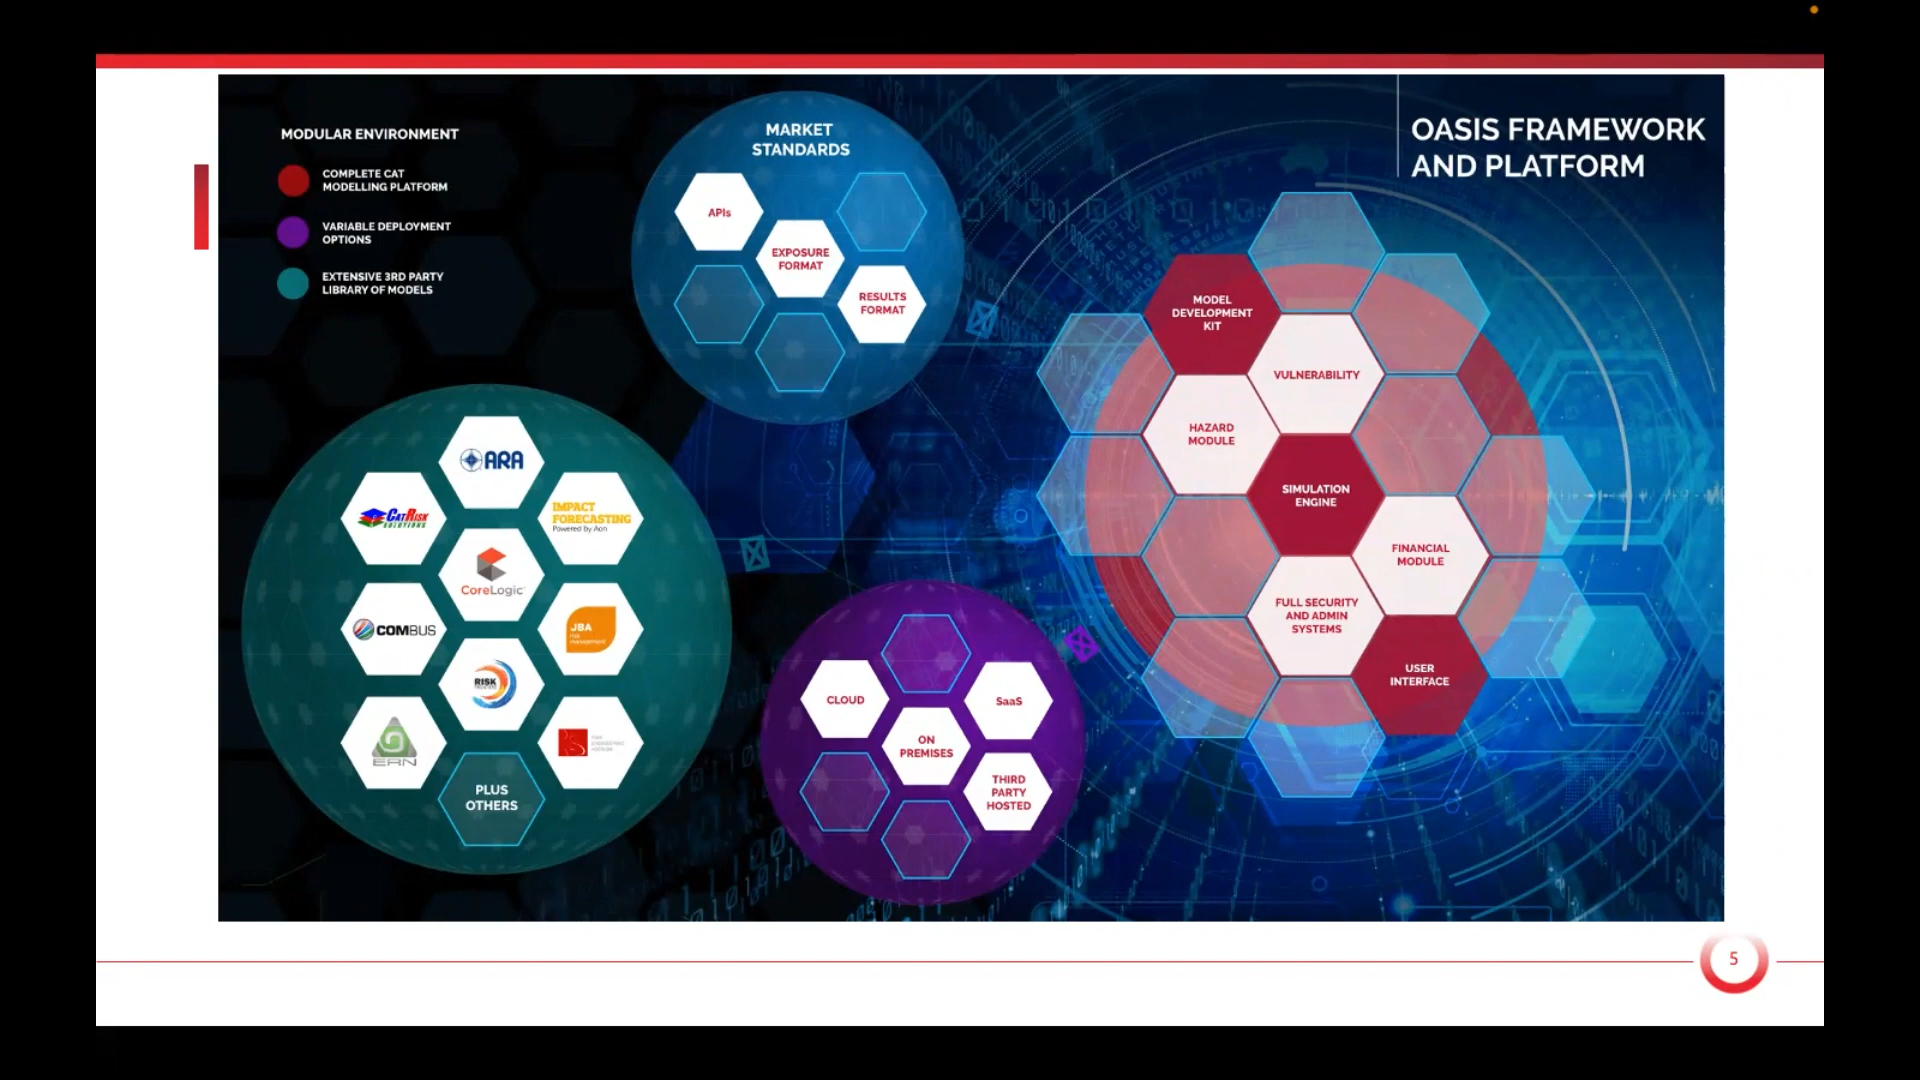 OASIS FRAMEWORK
AND PLATFORM
MODULAR ENVIRONMENT
COMPLETE CAT
MODELLING PLATFORM
VARIABLE DEPLOYMENT
OPTIONS
EXTENSIVE 3RD PARTY
LIBRARY OF MODELS
MARKET
STANDARDS
APIs
EXPOSURE
FORMAT
RESULTS
FORMAT
MODEL
DEVELOPMENT
KIT
VULNERABILITY
HAZARD
MODULE
SIMULATION
ENGINE
FINANCIAL
MODULE
FULL SECURITY
AND ADMIN
SYSTEMS
USER
INTERFACE
ARA
CATRISK
SOLUTIONS
IMPACT
FORECASTING
Powered by Aon
CoreLogic
COMBUS
JBA
risk
management
RISK
ERN
PLUS
OTHERS
CLOUD
SaaS
ON
PREMISES
THIRD
PARTY
HOSTED
5